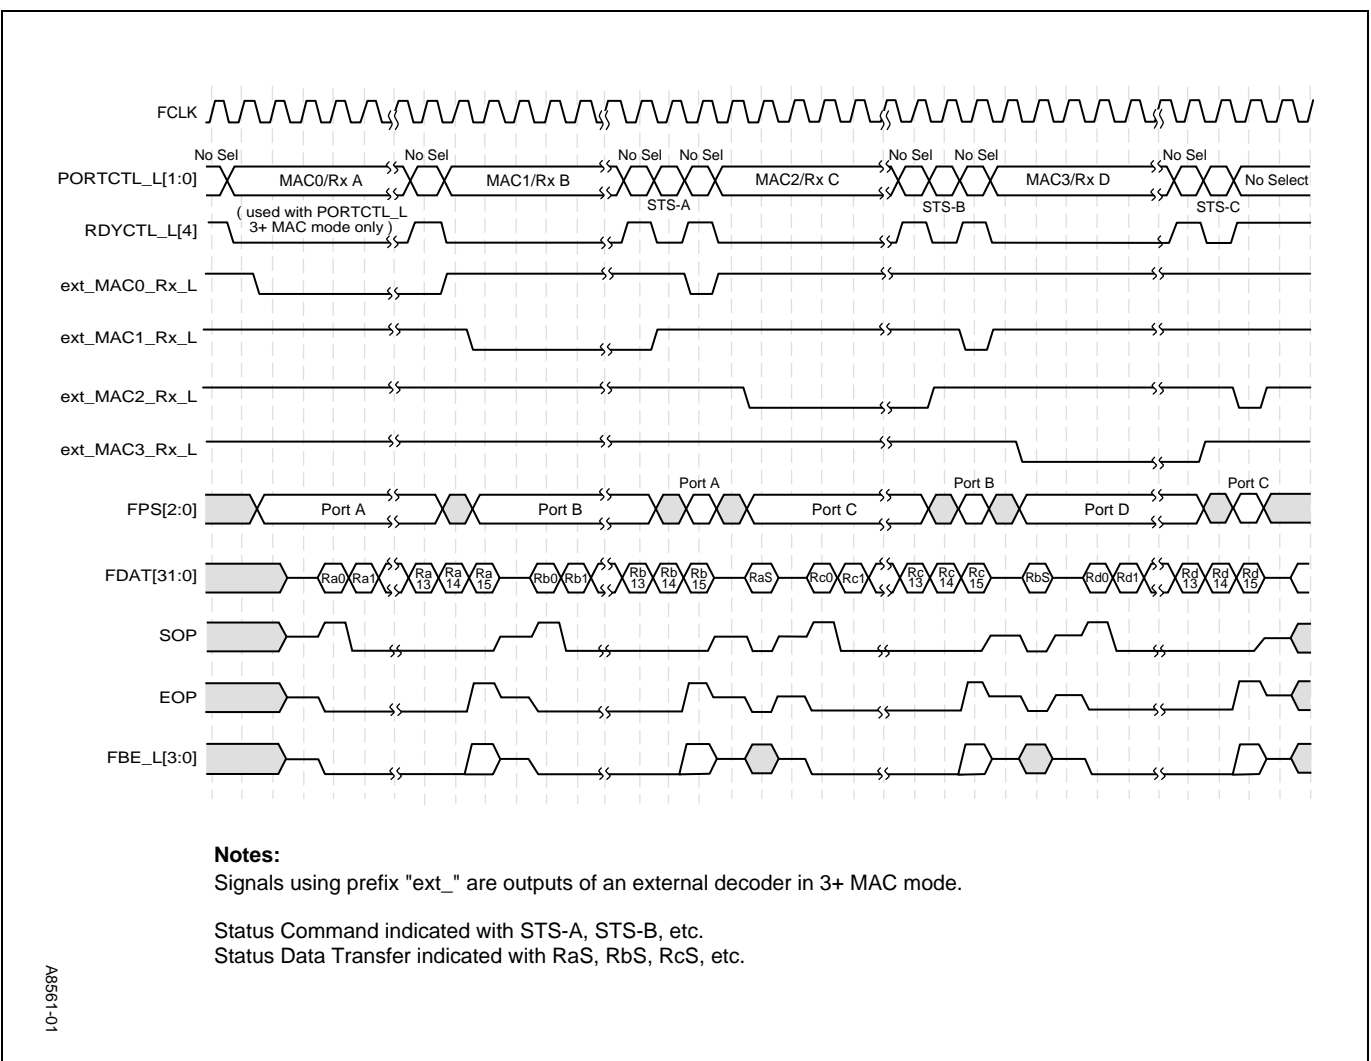 FCLK
No Sel No Sel No Sel No Sel No Sel No Sel No Sel
PORTCTL_L[1:0] MAC0/Rx A MAC1/Rx B MAC2/Rx C MAC3/Rx D No Select
STS-A STS-B STS-C
( used with PORTCTL_L
RDYCTL_L[4] 3+ MAC mode only )
ext_MAC0_Rx_L
ext_MAC1_Rx_L
ext_MAC2_Rx_L
ext_MAC3_Rx_L
Port A Port B Port C
FPS[2:0] Port A Port B Port C Port D
FDAT[31:0] Ra0 Ra1 Ra 13 Ra 14 Ra 15 Rb0 Rb1 Rb 13 Rb 14 Rb 15 RaS Rc0 Rc1 Rc 13 Rc 14 Rc 15 RbS Rd0 Rd1 Rd 13 Rd 14 Rd 15
SOP
EOP
FBE_L[3:0]
Notes:
Signals using prefix "ext_" are outputs of an external decoder in 3+ MAC mode.
Status Command indicated with STS-A, STS-B, etc.
Status Data Transfer indicated with RaS, RbS, RcS, etc.
A8561-01